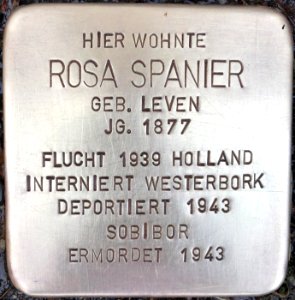 HIER WOHNTE
ROSA SPANIER
GEB. LEVEN
JG. 1877
FLUCHT 1939 HOLLAND
INTERNIERT WESTERBORK
DEPORTIERT 1943
SOBIBOR
ERMORDET 1943